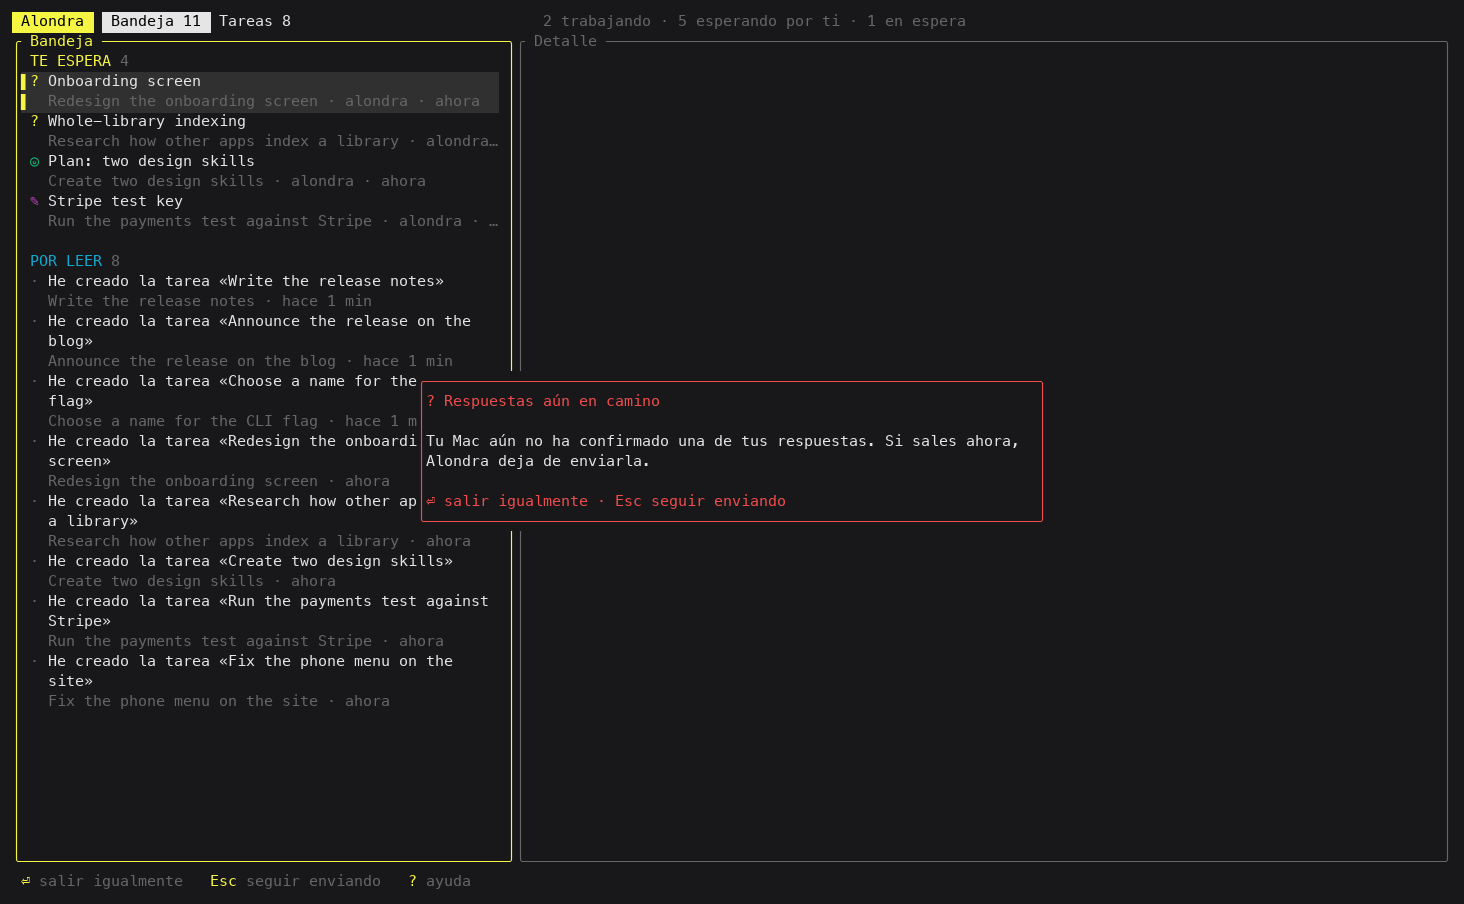 Alondra Bandeja 11 Tareas 8 2 trabajando · 5 esperando por ti · 1 en espera
Bandeja
TE ESPERA 4
? Onboarding screen
Redesign the onboarding screen · alondra · ahora
? Whole-library indexing
Research how other apps index a library · alondra…
◎ Plan: two design skills
Create two design skills · alondra · ahora
✎ Stripe test key
Run the payments test against Stripe · alondra · …
POR LEER 8
· He creado la tarea «Write the release notes»
Write the release notes · hace 1 min
· He creado la tarea «Announce the release on the
blog»
Announce the release on the blog · hace 1 min
· He creado la tarea «Choose a name for the
flag»
Choose a name for the CLI flag · hace 1 m
· He creado la tarea «Redesign the onboardi
screen»
Redesign the onboarding screen · ahora
· He creado la tarea «Research how other ap
a library»
Research how other apps index a library · ahora
· He creado la tarea «Create two design skills»
Create two design skills · ahora
· He creado la tarea «Run the payments test against
Stripe»
Run the payments test against Stripe · ahora
· He creado la tarea «Fix the phone menu on the
site»
Fix the phone menu on the site · ahora
Detalle
? Respuestas aún en camino
Tu Mac aún no ha confirmado una de tus respuestas. Si sales ahora,
Alondra deja de enviarla.
⏎ salir igualmente · Esc seguir enviando
⏎ salir igualmente Esc seguir enviando ? ayuda